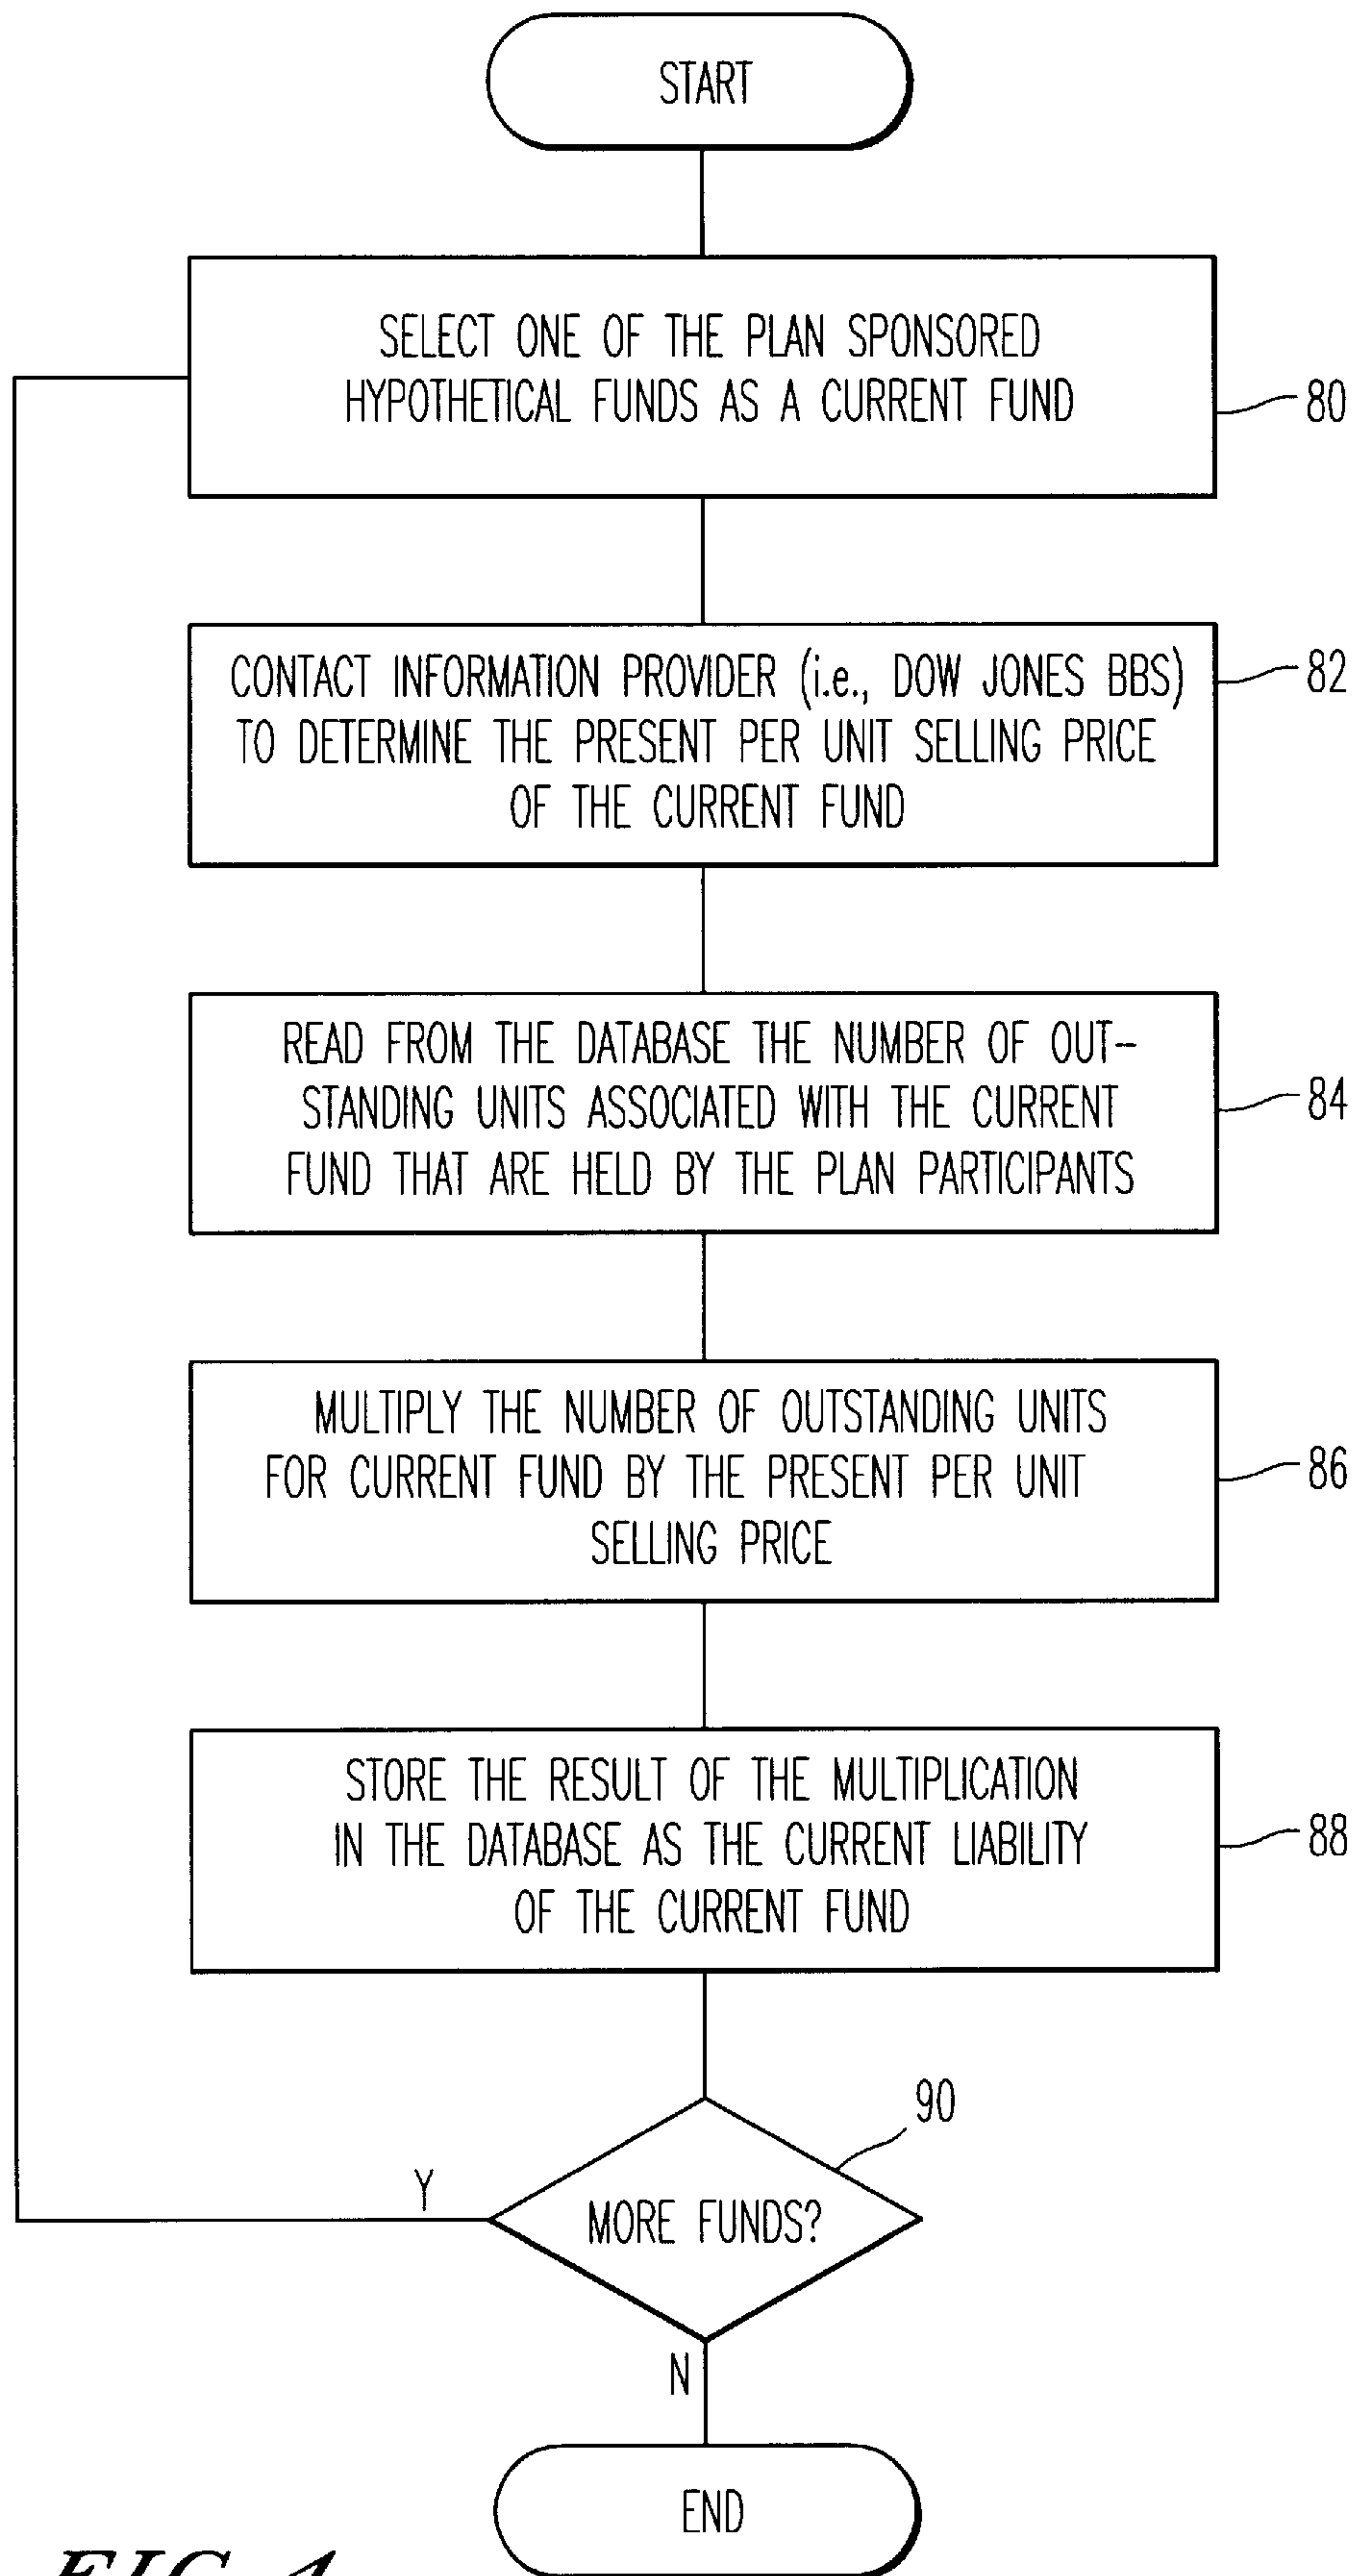 START
SELECT ONE OF THE PLAN SPONSORED
HYPOTHETICAL FUNDS AS A CURRENT FUND
80
CONTACT INFORMATION PROVIDER (i.e., DOW JONES BBS)
TO DETERMINE THE PRESENT PER UNIT SELLING PRICE
OF THE CURRENT FUND
82
READ FROM THE DATABASE THE NUMBER OF OUT-
STANDING UNITS ASSOCIATED WITH THE CURRENT
FUND THAT ARE HELD BY THE PLAN PARTICIPANTS
84
MULTIPLY THE NUMBER OF OUTSTANDING UNITS
FOR CURRENT FUND BY THE PRESENT PER UNIT
SELLING PRICE
86
STORE THE RESULT OF THE MULTIPLICATION
IN THE DATABASE AS THE CURRENT LIABILITY
OF THE CURRENT FUND
88
90
Y
MORE FUNDS?
N
END
FIG. 4